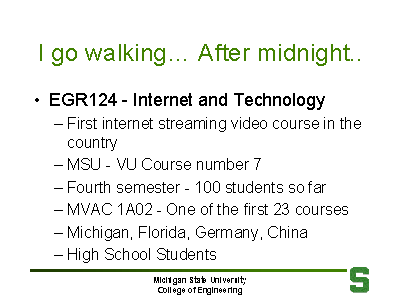 I go walking… After midnight..
• EGR124 - Internet and Technology
– First internet streaming video course in the
country
– MSU - VU Course number 7
– Fourth semester - 100 students so far
– MVAC 1A02 - One of the first 23 courses
– Michigan, Florida, Germany, China
– High School Students
Michigan State University
College of Engineering
S